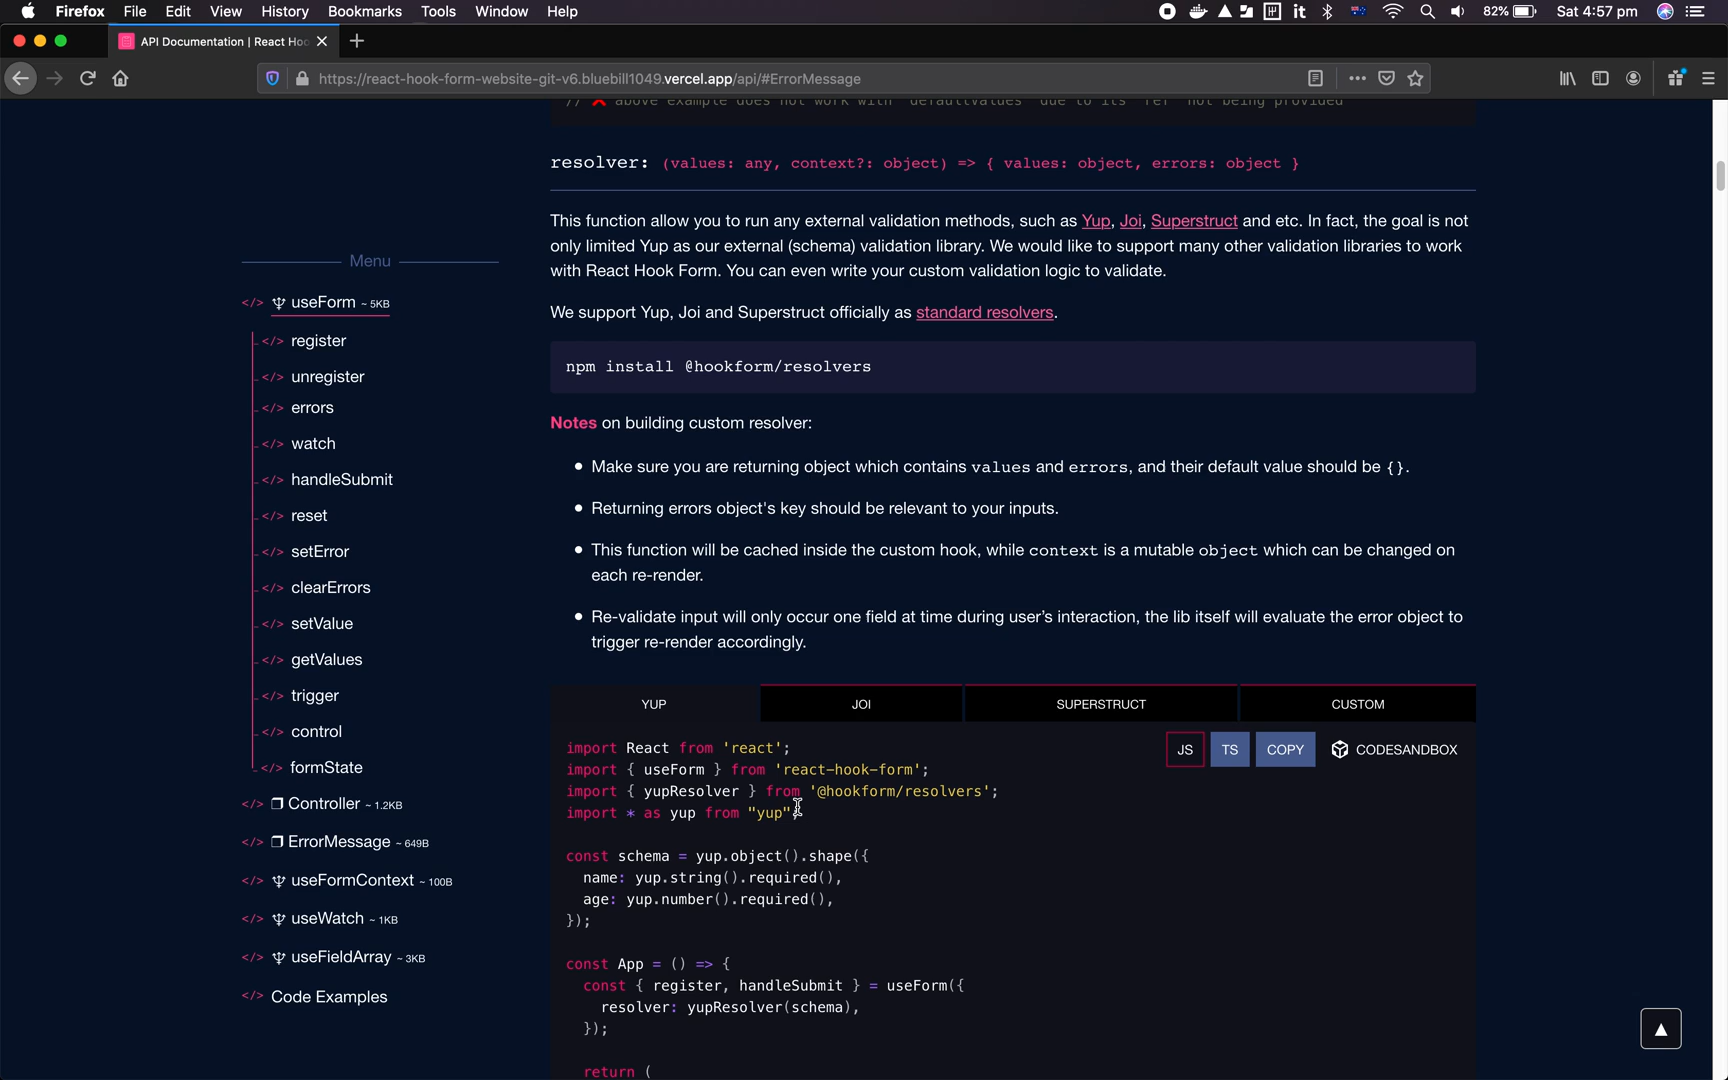 Firefox File Edit View History Bookmarks Tools Window Help
82% Sat 4:57 pm
API Documentation | React Hoo
https://react-hook-form-website-git-v6.bluebill1049.vercel.app/api/#ErrorMessage
// ❌ above example does not work with `defaultValues` due to its `ref` not being provided
resolver: (values: any, context?: object) => { values: object, errors: object }
This function allow you to run any external validation methods, such as Yup, Joi, Superstruct and etc. In fact, the goal is not
only limited Yup as our external (schema) validation library. We would like to support many other validation libraries to work
with React Hook Form. You can even write your custom validation logic to validate.
We support Yup, Joi and Superstruct officially as standard resolvers.
npm install @hookform/resolvers
Notes on building custom resolver:
Make sure you are returning object which contains values and errors, and their default value should be {}.
Returning errors object's key should be relevant to your inputs.
This function will be cached inside the custom hook, while context is a mutable object which can be changed on
each re-render.
Re-validate input will only occur one field at time during user’s interaction, the lib itself will evaluate the error object to
trigger re-render accordingly.
YUP JOI SUPERSTRUCT CUSTOM
JS TS COPY CODESANDBOX
import React from 'react';
import { useForm } from 'react-hook-form';
import { yupResolver } from '@hookform/resolvers';
import * as yup from "yup";
const schema = yup.object().shape({
name: yup.string().required(),
age: yup.number().required(),
});
const App = () => {
const { register, handleSubmit } = useForm({
resolver: yupResolver(schema),
});
return (
Menu
</> useForm ~ 5KB
</> register
</> unregister
</> errors
</> watch
</> handleSubmit
</> reset
</> setError
</> clearErrors
</> setValue
</> getValues
</> trigger
</> control
</> formState
</> Controller ~ 1.2KB
</> ErrorMessage ~ 649B
</> useFormContext ~ 100B
</> useWatch ~ 1KB
</> useFieldArray ~ 3KB
</> Code Examples